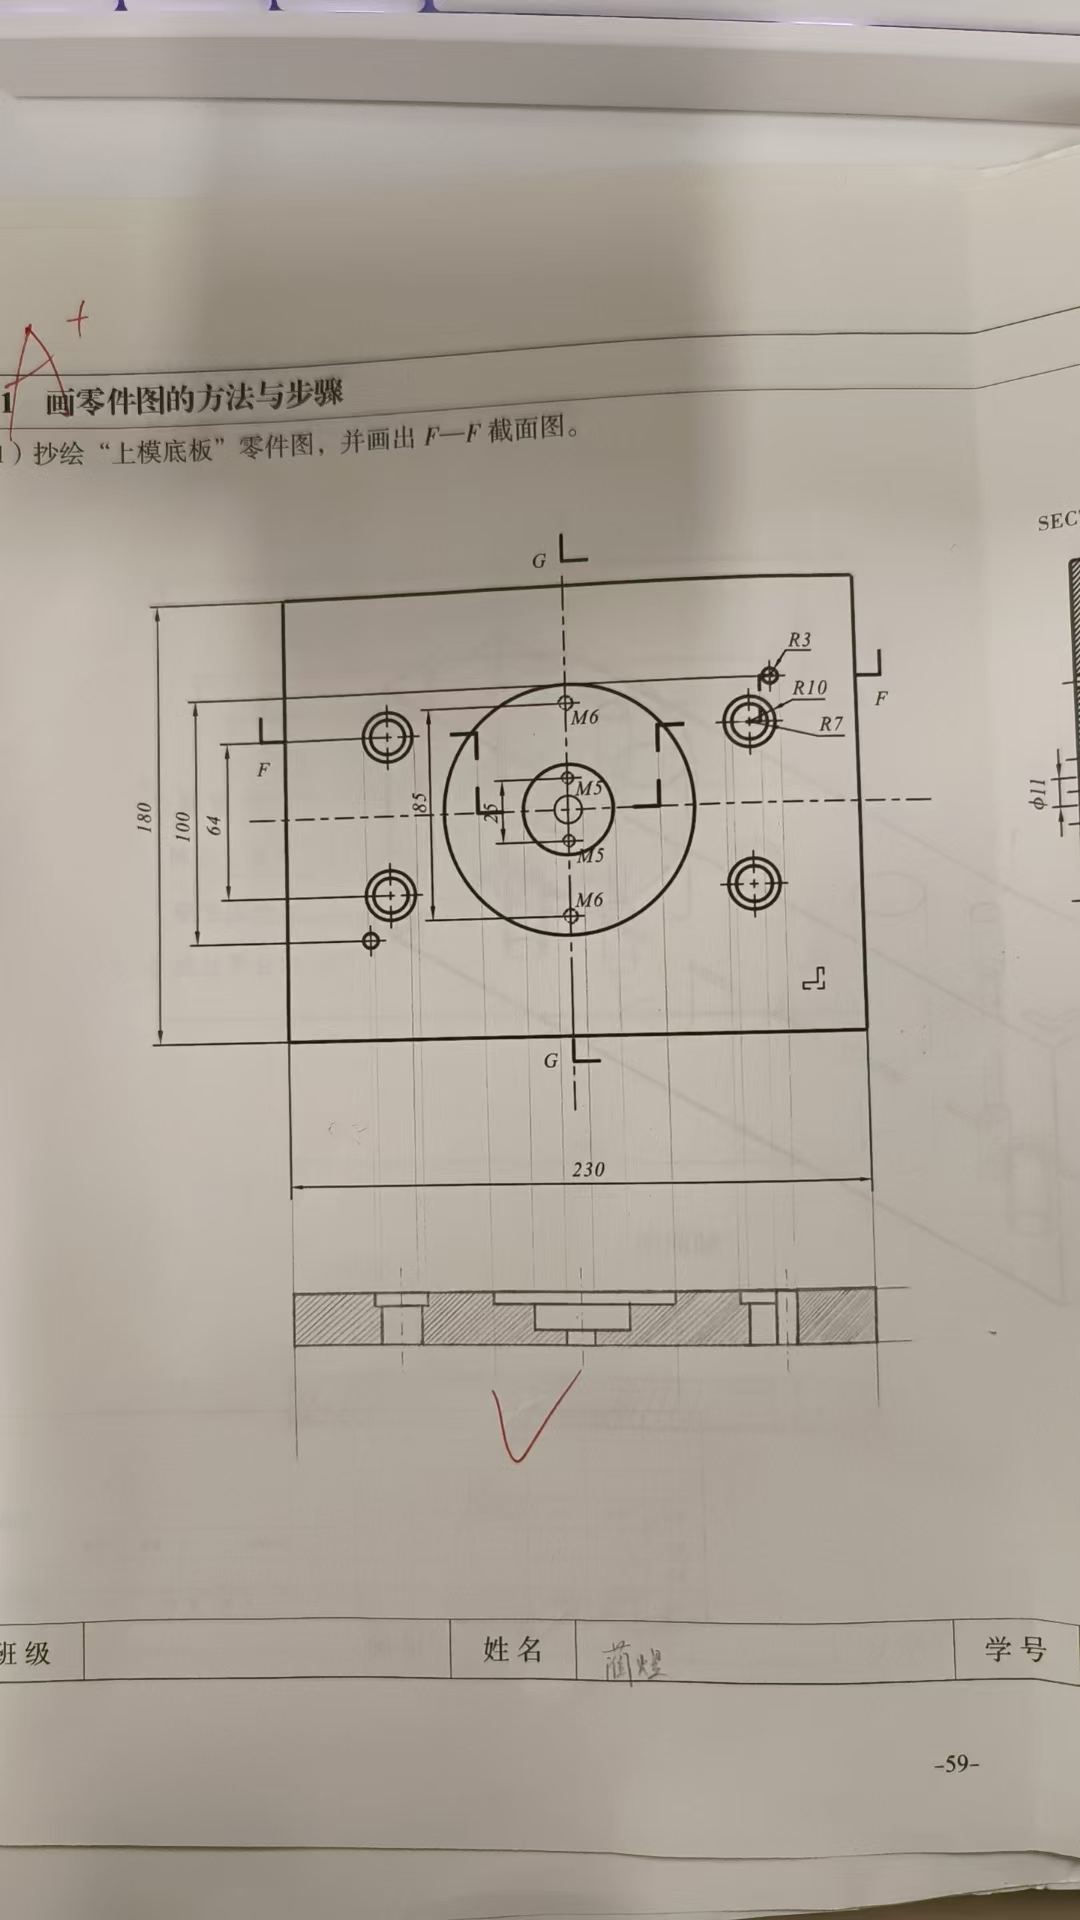 A+
1 画零件图的方法与步骤
1）抄绘“上模底板”零件图，并画出 F—F 截面图。
SEC
G
R3
R10
F
R7
M6
F
M5
85
25
180
100
64
φ11
M5
M6
G
230
班级
姓名
学号
-59-